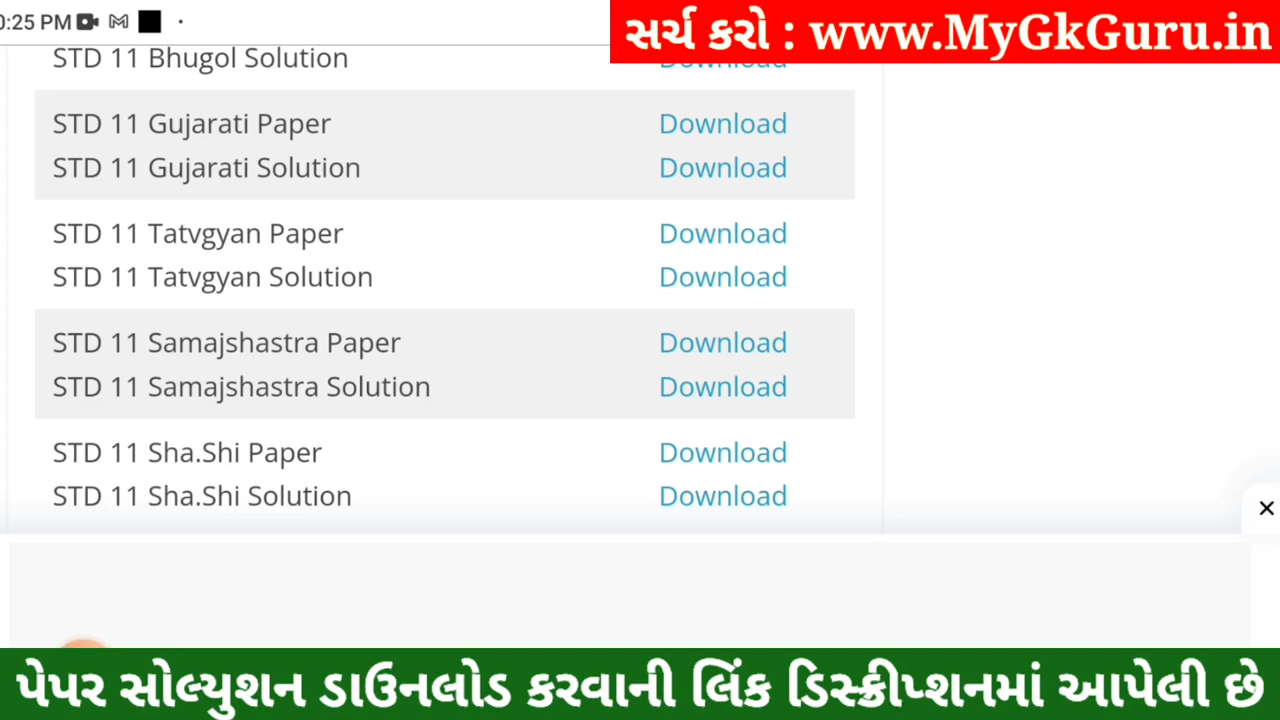 0:25 PM
સર્ચ કરો : www.MyGkGuru.in
STD 11 Bhugol Solution Download
STD 11 Gujarati Paper Download
STD 11 Gujarati Solution Download
STD 11 Tatvgyan Paper Download
STD 11 Tatvgyan Solution Download
STD 11 Samajshastra Paper Download
STD 11 Samajshastra Solution Download
STD 11 Sha.Shi Paper Download
STD 11 Sha.Shi Solution Download
પેપર સોલ્યુશન ડાઉનલોડ કરવાની લિંક ડિસ્ક્રીપ્શનમાં આપેલી છે